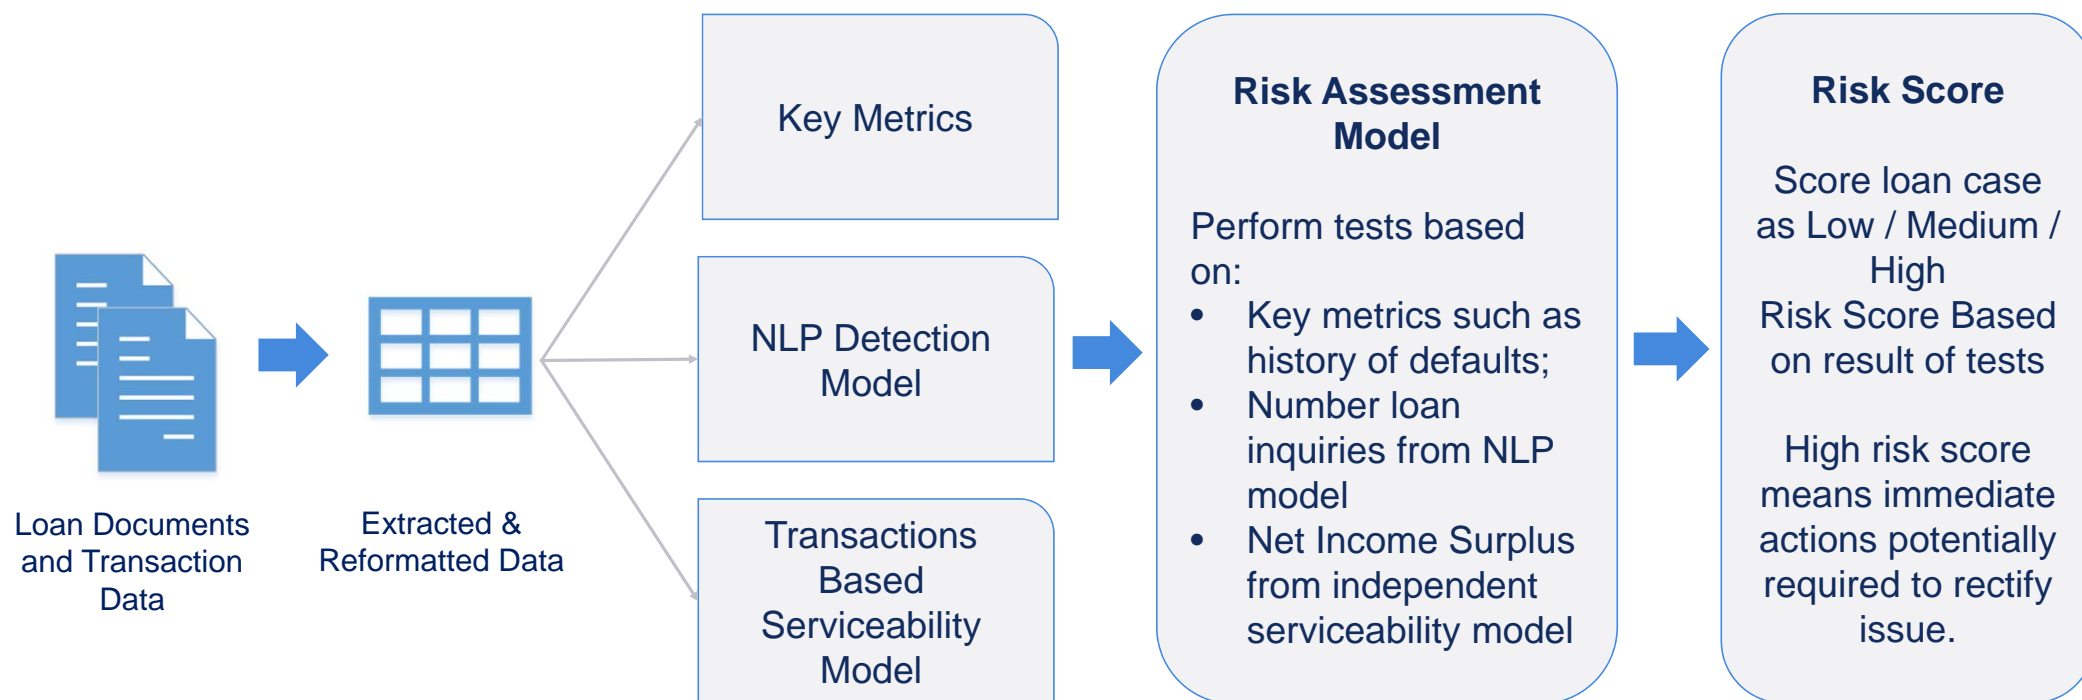 Loan Documents
and Transaction
Data
Extracted &
Reformatted Data
Key Metrics
NLP Detection
Model
Transactions
Based
Serviceability
Model
Risk Assessment
Model
Perform tests based
on:
• Key metrics such as
history of defaults;
• Number loan
inquiries from NLP
model
• Net Income Surplus
from independent
serviceability model
Risk Score
Score loan case
as Low / Medium /
High
Risk Score Based
on result of tests
High risk score
means immediate
actions potentially
required to rectify
issue.